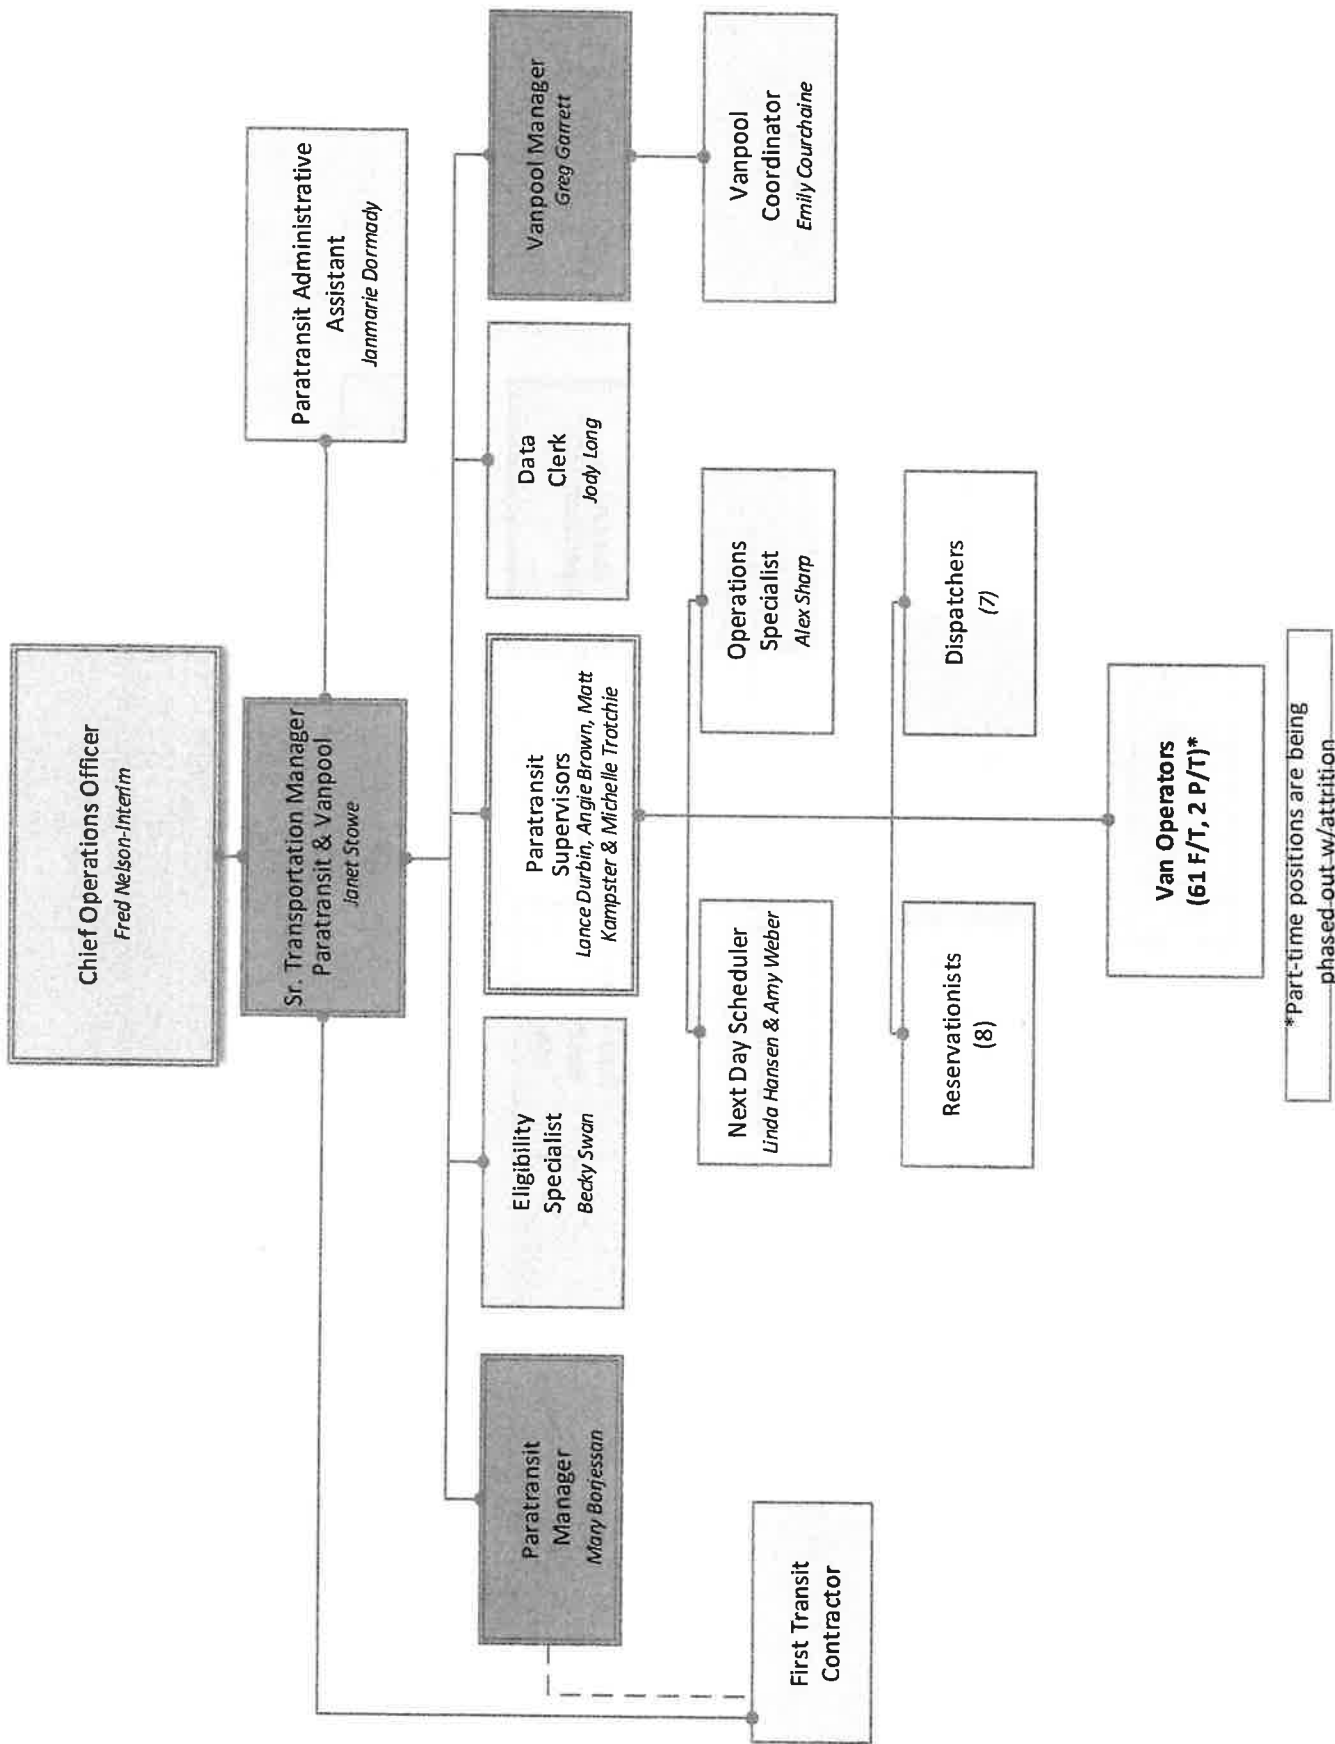 Chief Operations Officer
Fred Nelson-Interim
Sr. Transportation Manager
Paratransit & Vanpool
Janet Stowe
Paratransit Administrative
Assistant
Janmarie Dormady
Paratransit
Manager
Mary Borjessan
Eligibility
Specialist
Becky Swan
Paratransit
Supervisors
Lance Durbin, Angie Brown, Matt
Kampster & Michelle Trotchie
Data
Clerk
Jody Long
Vanpool Manager
Greg Garrett
First Transit
Contractor
Next Day Scheduler
Linda Hansen & Amy Weber
Operations
Specialist
Alex Sharp
Vanpool
Coordinator
Emily Courchaine
Reservationists
(8)
Dispatchers
(7)
Van Operators
(61 F/T, 2 P/T)*
*Part-time positions are being
phased out w/attrition